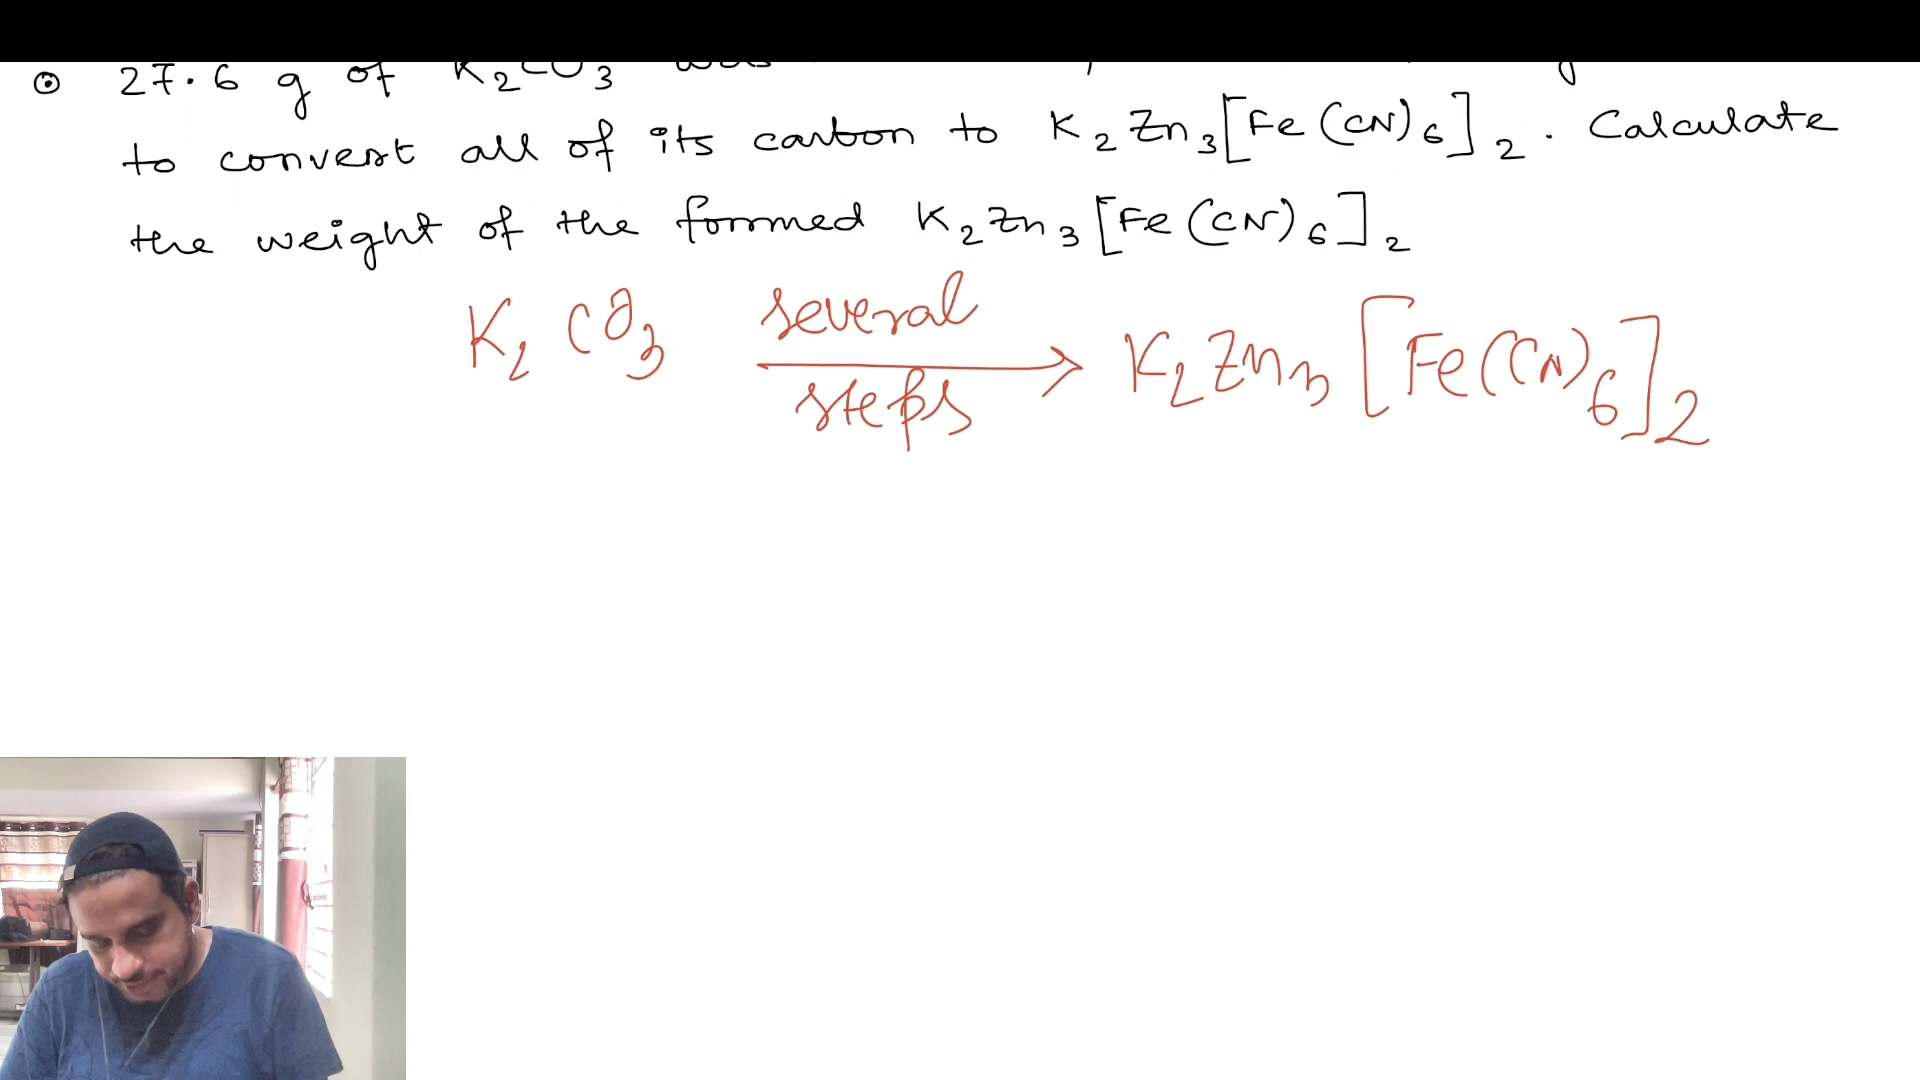 ⊙ 27.6 g of K₂CO₃ was
to convert all of its carbon to K₂Zn₃[Fe(CN)₆]₂. Calculate
the weight of the formed K₂Zn₃[Fe(CN)₆]₂
K₂CO₃ several steps → K₂Zn₃[Fe(CN)₆]₂